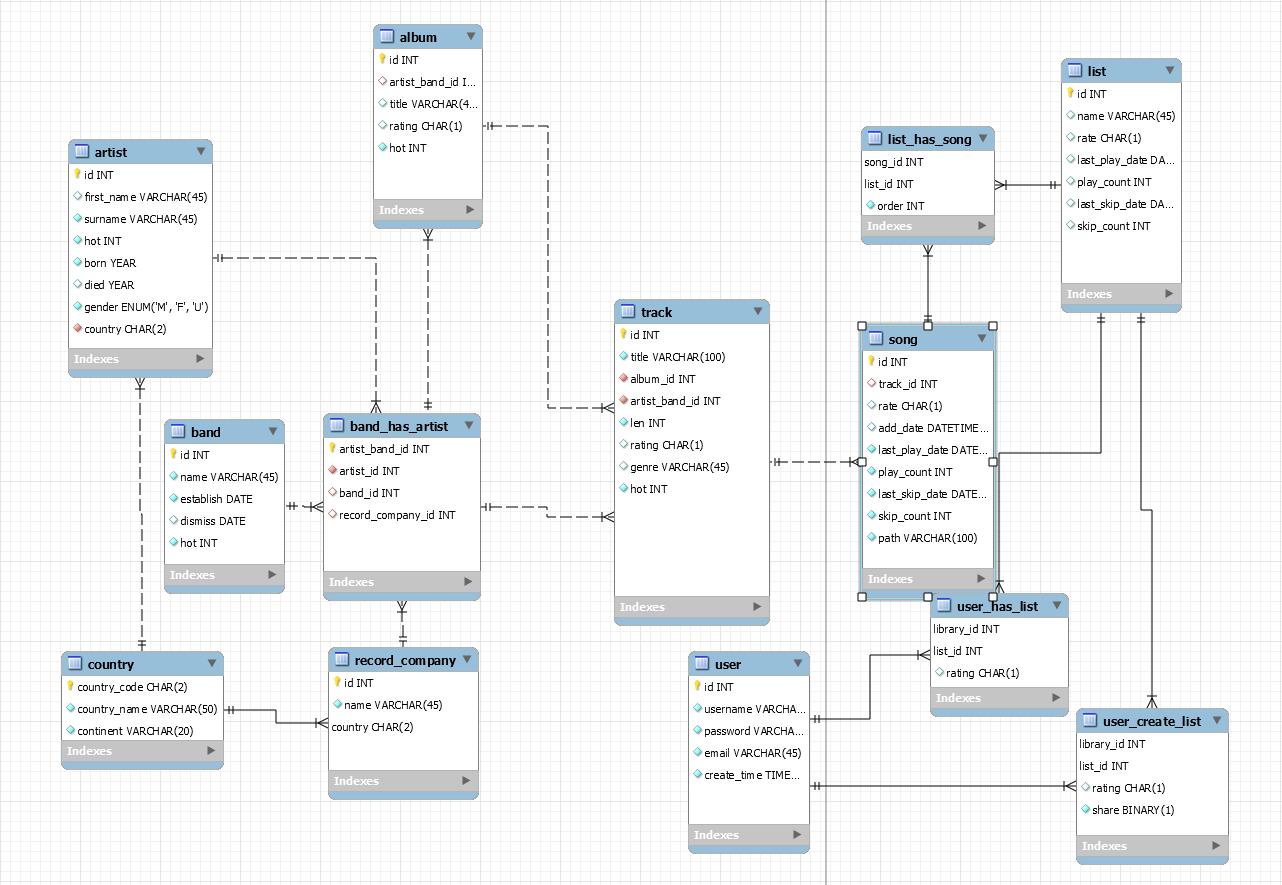 album
id INT
artist_band_id I...
title VARCHAR(4...
rating CHAR(1)
hot INT
Indexes
list
id INT
name VARCHAR(45)
rate CHAR(1)
last_play_date DA...
play_count INT
last_skip_date DA...
skip_count INT
Indexes
list_has_song
song_id INT
list_id INT
order INT
Indexes
artist
id INT
first_name VARCHAR(45)
surname VARCHAR(45)
hot INT
born YEAR
died YEAR
gender ENUM('M', 'F', 'U')
country CHAR(2)
Indexes
track
id INT
title VARCHAR(100)
album_id INT
artist_band_id INT
len INT
rating CHAR(1)
genre VARCHAR(45)
hot INT
Indexes
song
id INT
track_id INT
rate CHAR(1)
add_date DATETIME...
last_play_date DATE...
play_count INT
last_skip_date DATE...
skip_count INT
path VARCHAR(100)
Indexes
band
id INT
name VARCHAR(45)
establish DATE
dismiss DATE
hot INT
Indexes
band_has_artist
artist_band_id INT
artist_id INT
band_id INT
record_company_id INT
Indexes
user_has_list
library_id INT
list_id INT
rating CHAR(1)
Indexes
country
country_code CHAR(2)
country_name VARCHAR(50)
continent VARCHAR(20)
Indexes
record_company
id INT
name VARCHAR(45)
country CHAR(2)
Indexes
user
id INT
username VARCHA...
password VARCHA...
email VARCHAR(45)
create_time TIME...
Indexes
user_create_list
library_id INT
list_id INT
rating CHAR(1)
share BINARY(1)
Indexes